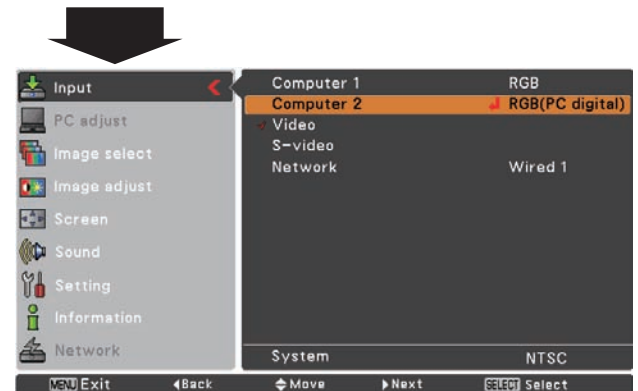 Input
PC adjust
Image select
Image adjust
Screen
Sound
Setting
Information
Network
Computer 1 RGB
Computer 2 RGB(PC digital)
Video
S-video
Network Wired 1
System NTSC
MENU Exit ◀Back Move ▶Next SELECT Select